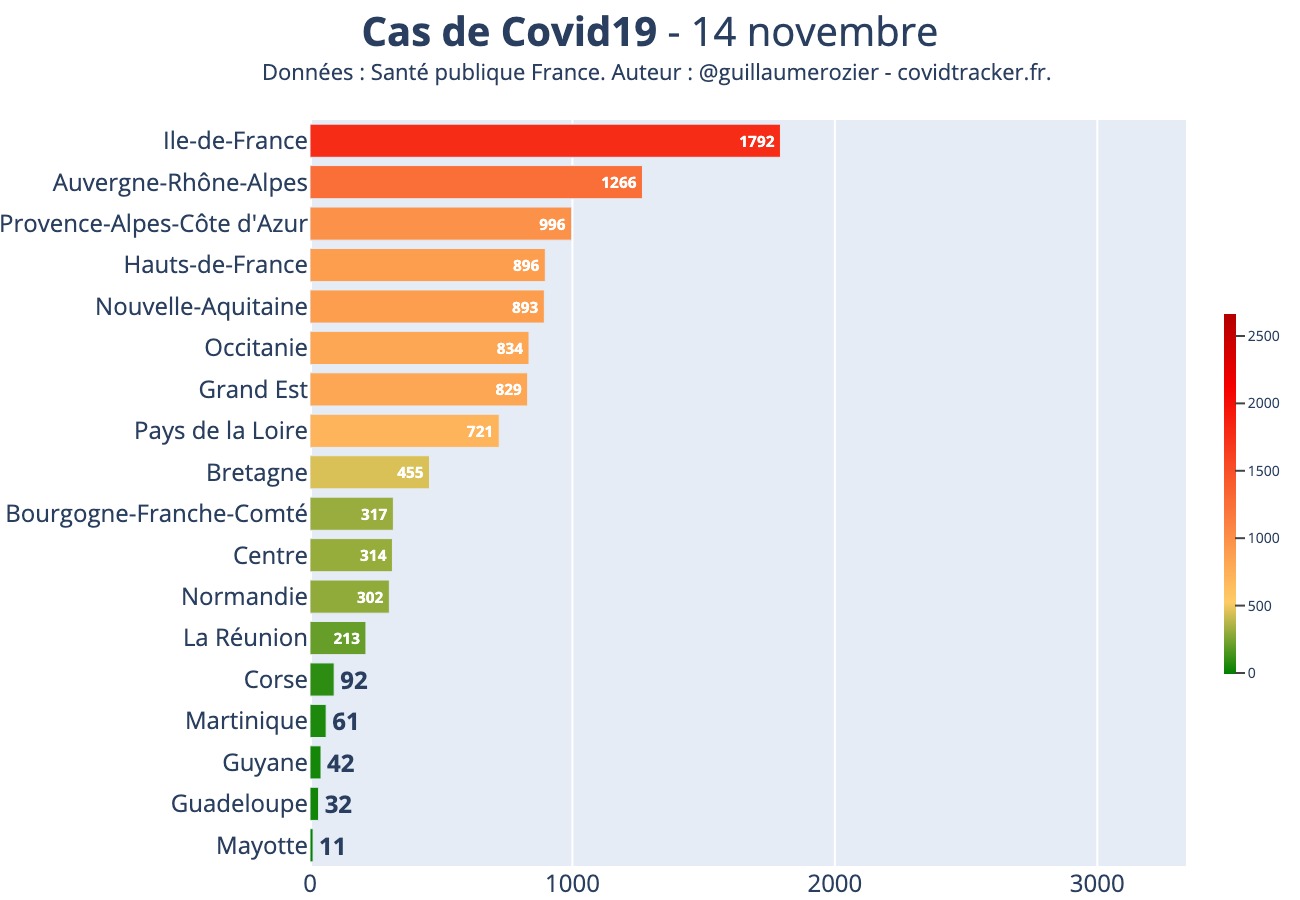 Cas de Covid19 - 14 novembre
Données : Santé publique France. Auteur : @guillaumerozier - covidtracker.fr.
Ile-de-France 1792
Auvergne-Rhône-Alpes 1266
Provence-Alpes-Côte d'Azur 996
Hauts-de-France 896
Nouvelle-Aquitaine 893
Occitanie 834
Grand Est 829
Pays de la Loire 721
Bretagne 455
Bourgogne-Franche-Comté 317
Centre 314
Normandie 302
La Réunion 213
Corse 92
Martinique 61
Guyane 42
Guadeloupe 32
Mayotte 11
0 1000 2000 3000
2500
2000
1500
1000
500
0